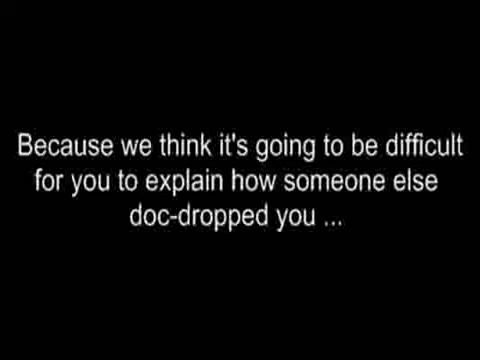 Because we think it's going to be difficult
for you to explain how someone else
doc-dropped you ...